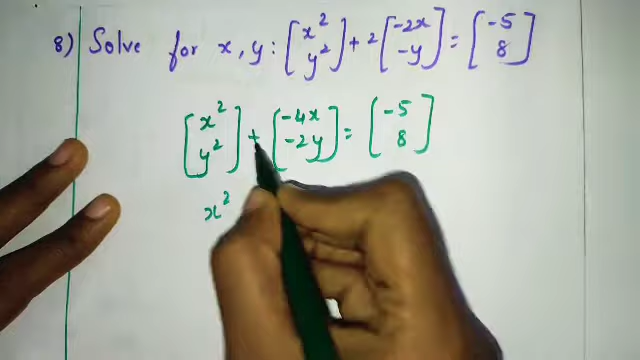 8) Solve for x, y : [x² y²] + 2 [-2x -y] = [-5 8]
[x² y²] + [-4x -2y] = [-5 8]
x²